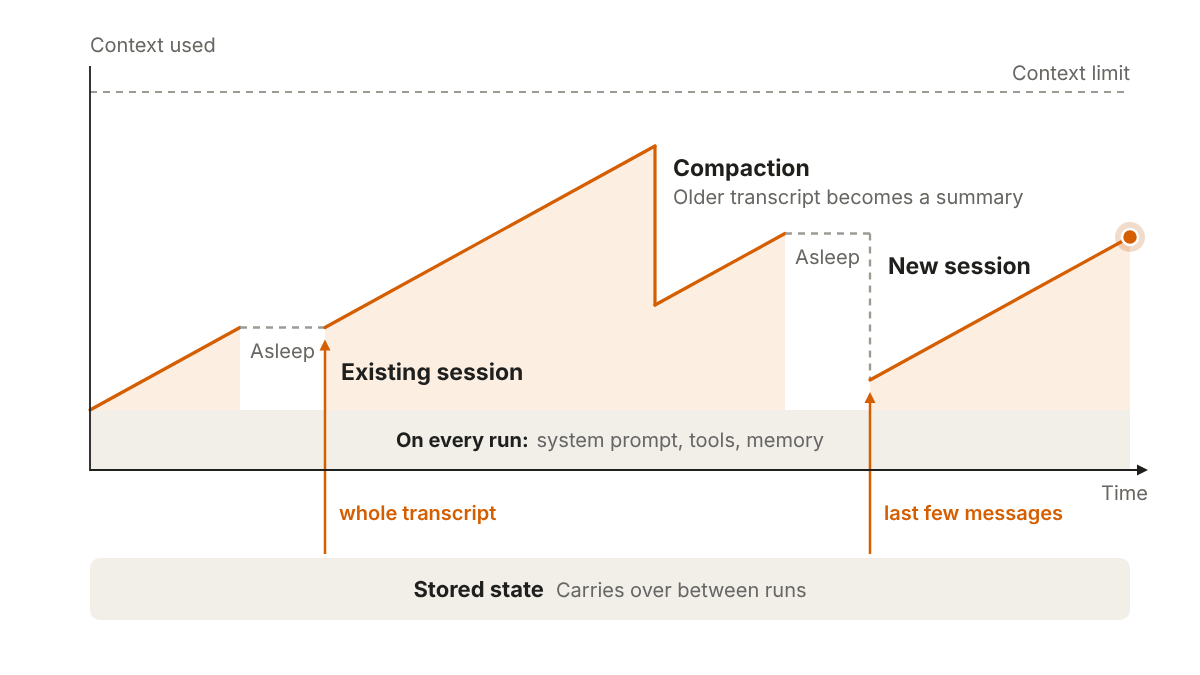 Context used
Context limit
Compaction
Older transcript becomes a summary
Asleep
New session
Asleep
Existing session
On every run: system prompt, tools, memory
Time
whole transcript
last few messages
Stored state Carries over between runs